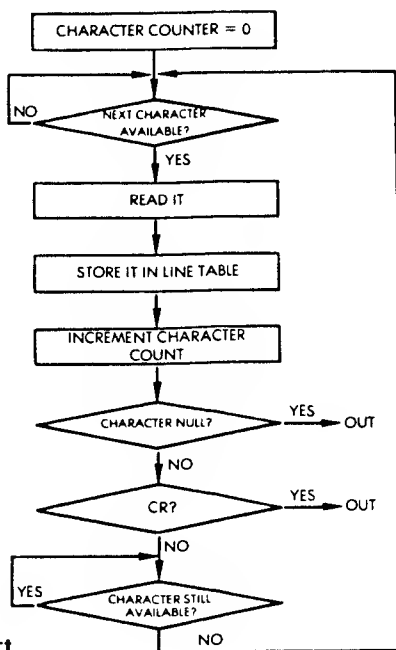 CHARACTER COUNTER = 0
NO
NEXT CHARACTER
AVAILABLE?
YES
READ IT
STORE IT IN LINE TABLE
INCREMENT CHARACTER
COUNT
CHARACTER NULL?
YES
OUT
NO
CR?
YES
OUT
NO
YES
CHARACTER STILL
AVAILABLE?
NO